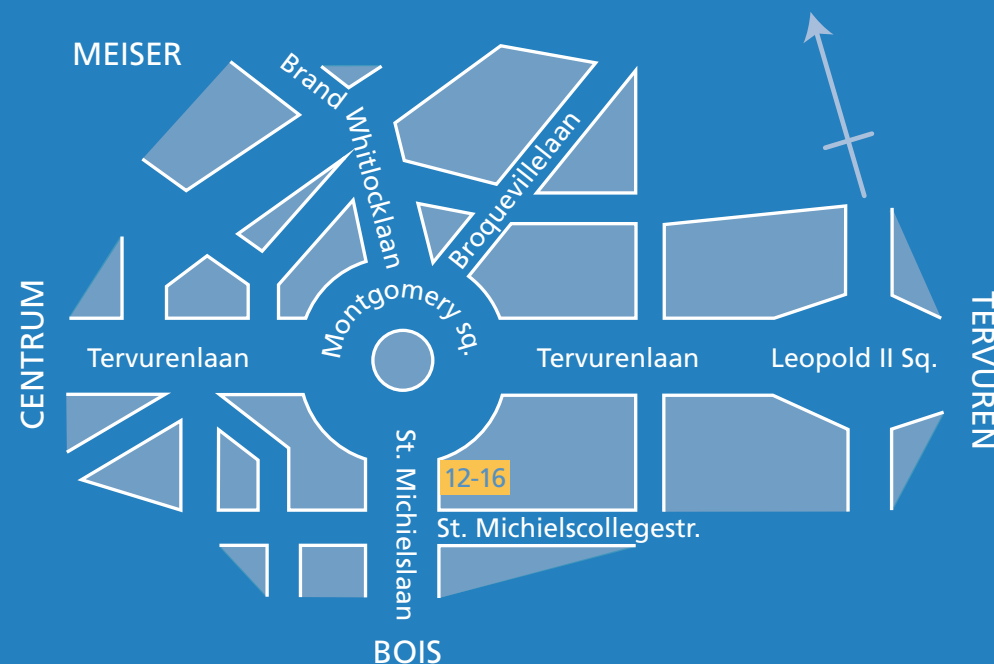 MEISER
Brand Whitlocklaan
Broquevillelaan
Montgomery sq.
CENTRUM
Tervurenlaan
Tervurenlaan
Leopold II Sq.
TERVUREN
St. Michielslaan
12-16
St. Michielscollegestr.
BOIS